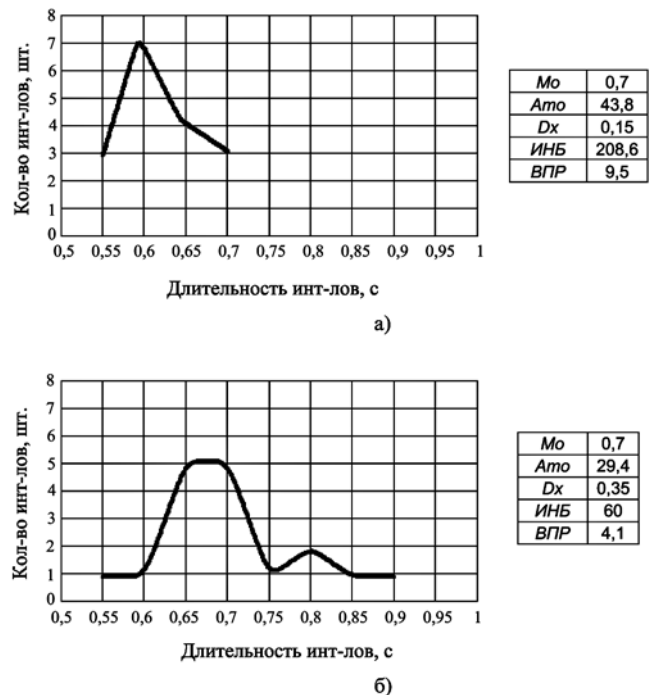 8
7
6
5
4
3
2
1
0
Кол-во инт-лов, шт.
0,5 0,55 0,6 0,65 0,7 0,75 0,8 0,85 0,9 0,95 1
Длительность инт-лов, с
Mo 0,7
Amo 43,8
Dx 0,15
ИНБ 208,6
ВПР 9,5
а)
8
7
6
5
4
3
2
1
0
Кол-во инт-лов, шт.
0,5 0,55 0,6 0,65 0,7 0,75 0,8 0,85 0,9 0,95 1
Длительность инт-лов, с
Mo 0,7
Amo 29,4
Dx 0,35
ИНБ 60
ВПР 4,1
б)